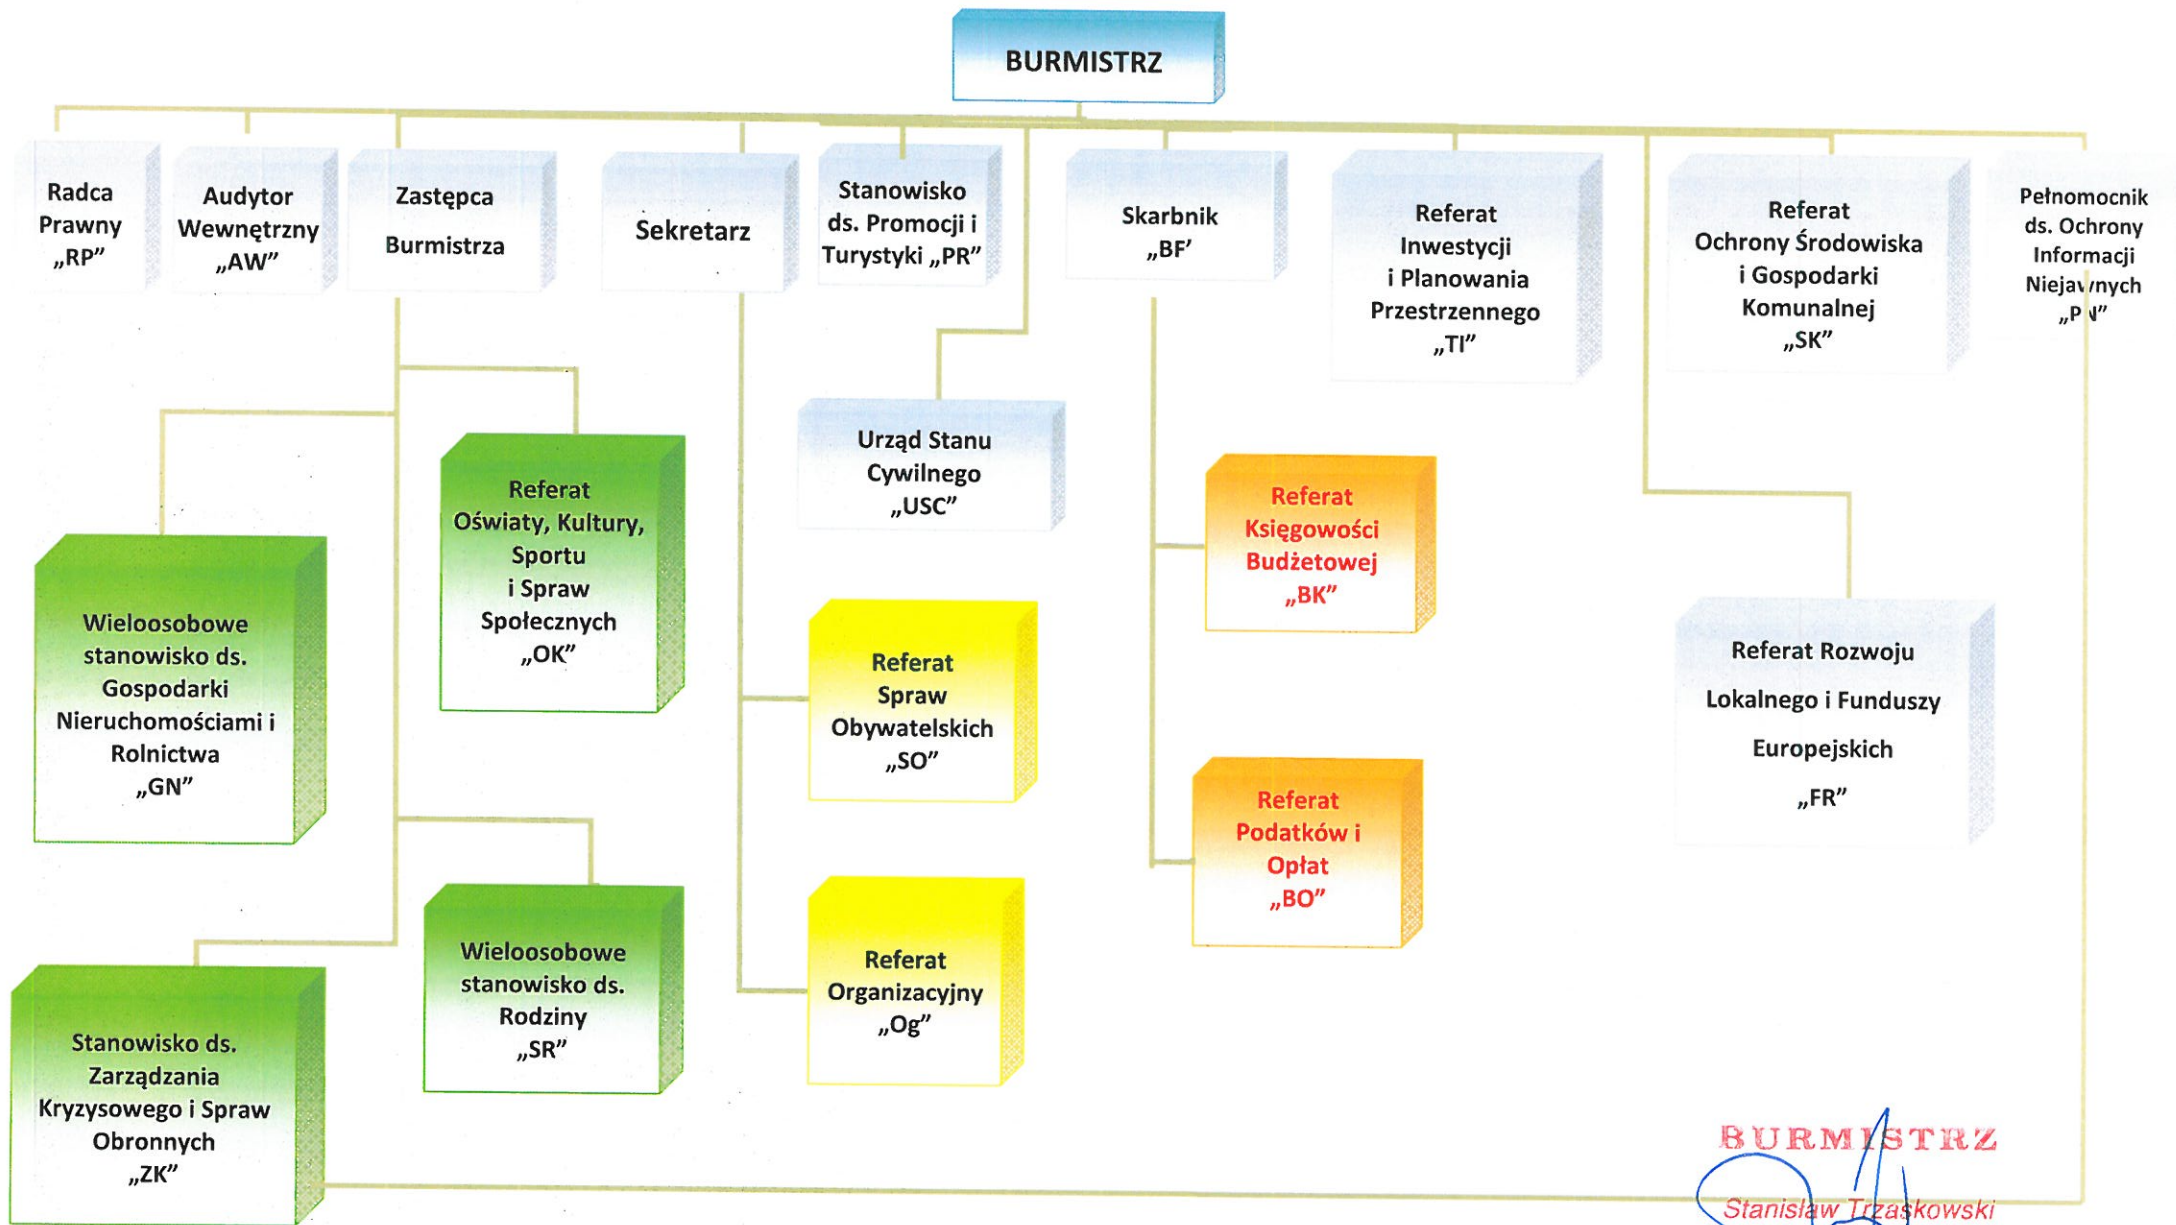 BURMISTRZ
Radca
Prawny
„RP”
Audytor
Wewnętrzny
„AW”
Zastępca
Burmistrza
Sekretarz
Stanowisko
ds. Promocji i
Turystyki „PR”
Skarbnik
„BF’
Referat
Inwestycji
i Planowania
Przestrzennego
„TI”
Referat
Ochrony Środowiska
i Gospodarki
Komunalnej
„SK”
Pełnomocnik
ds. Ochrony
Informacji
Niejawnych
„PN”
Urząd Stanu
Cywilnego
„USC”
Referat
Oświaty, Kultury,
Sportu
i Spraw
Społecznych
„OK”
Referat
Księgowości
Budżetowej
„BK”
Wieloosobowe
stanowisko ds.
Gospodarki
Nieruchomościami i
Rolnictwa
„GN”
Referat
Spraw
Obywatelskich
„SO”
Referat Rozwoju
Lokalnego i Funduszy
Europejskich
„FR”
Referat
Podatków i
Opłat
„BO”
Wieloosobowe
stanowisko ds.
Rodziny
„SR”
Referat
Organizacyjny
„Og”
Stanowisko ds.
Zarządzania
Kryzysowego i Spraw
Obronnych
„ZK”
BURMISTRZ
Stanisław Trzaskowski